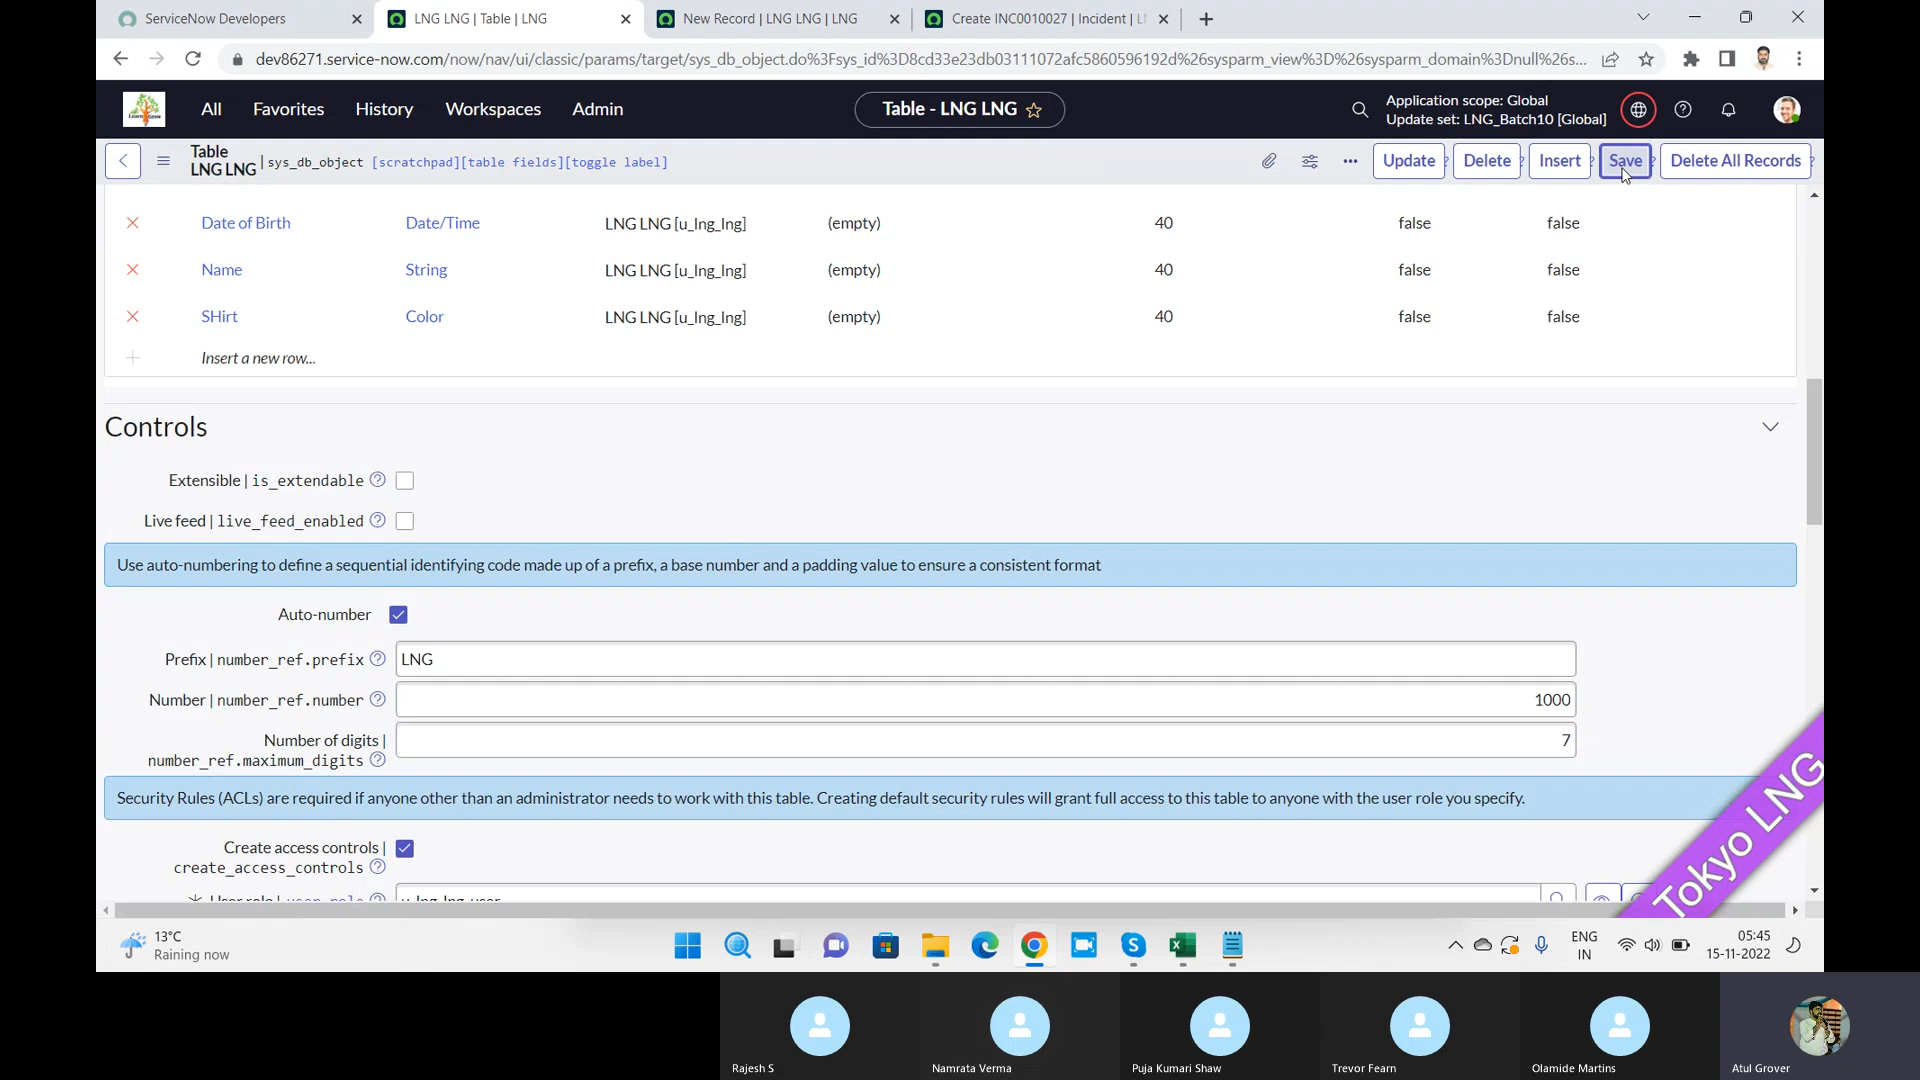 ServiceNow Developers
LNG LNG | Table | LNG
New Record | LNG LNG | LNG
Create INC0010027 | Incident | LN
dev86271.service-now.com/now/nav/ui/classic/params/target/sys_db_object.do%3Fsys_id%3D8cd33e23db03111072afc5860596192d%26sysparm_view%3D%26sysparm_domain%3Dnull%26s...
All Favorites History Workspaces Admin
Table - LNG LNG
Application scope: Global
Update set: LNG_Batch10 [Global]
Table
LNG LNG | sys_db_object [scratchpad][table fields][toggle label]
Update Delete Insert Save Delete All Records
Date of Birth Date/Time LNG LNG [u_lng_lng] (empty) 40 false false
Name String LNG LNG [u_lng_lng] (empty) 40 false false
SHirt Color LNG LNG [u_lng_lng] (empty) 40 false false
Insert a new row...
Controls
Extensible | is_extendable
Live feed | live_feed_enabled
Use auto-numbering to define a sequential identifying code made up of a prefix, a base number and a padding value to ensure a consistent format
Auto-number
Prefix | number_ref.prefix LNG
Number | number_ref.number 1000
Number of digits |
number_ref.maximum_digits 7
Security Rules (ACLs) are required if anyone other than an administrator needs to work with this table. Creating default security rules will grant full access to this table to anyone with the user role you specify.
Create access controls |
create_access_controls
User role | user_role u_lng_lng_user
Tokyo LNG
13°C
Raining now
ENG
IN
05:45
15-11-2022
Rajesh S
Namrata Verma
Puja Kumari Shaw
Trevor Fearn
Olamide Martins
Atul Grover